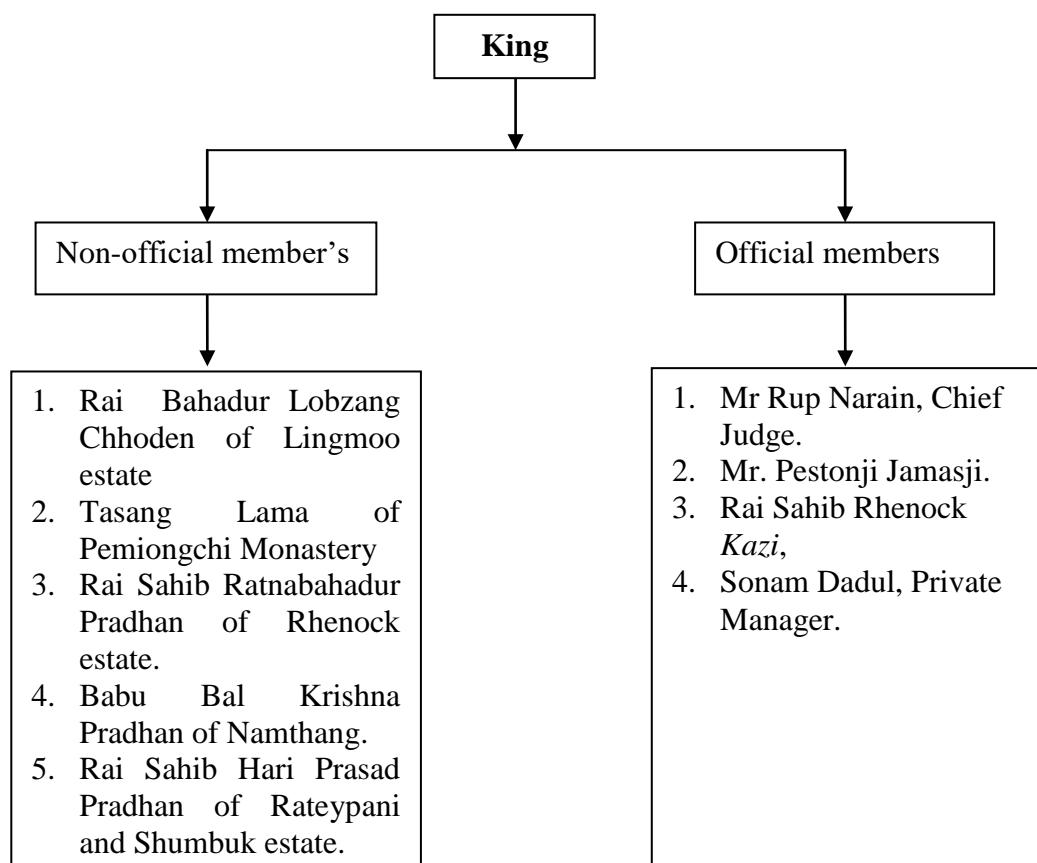 King
Non-official member’s
Official members
1. Rai Bahadur Lobzang
Chhoden of Lingmoo
estate
2. Tasang Lama of
Pemiongchi Monastery
3. Rai Sahib Ratnabahadur
Pradhan of Rhenock
estate.
4. Babu Bal Krishna
Pradhan of Namthang.
5. Rai Sahib Hari Prasad
Pradhan of Rateypani
and Shumbuk estate.
1. Mr Rup Narain, Chief
Judge.
2. Mr. Pestonji Jamasji.
3. Rai Sahib Rhenock
Kazi,
4. Sonam Dadul, Private
Manager.